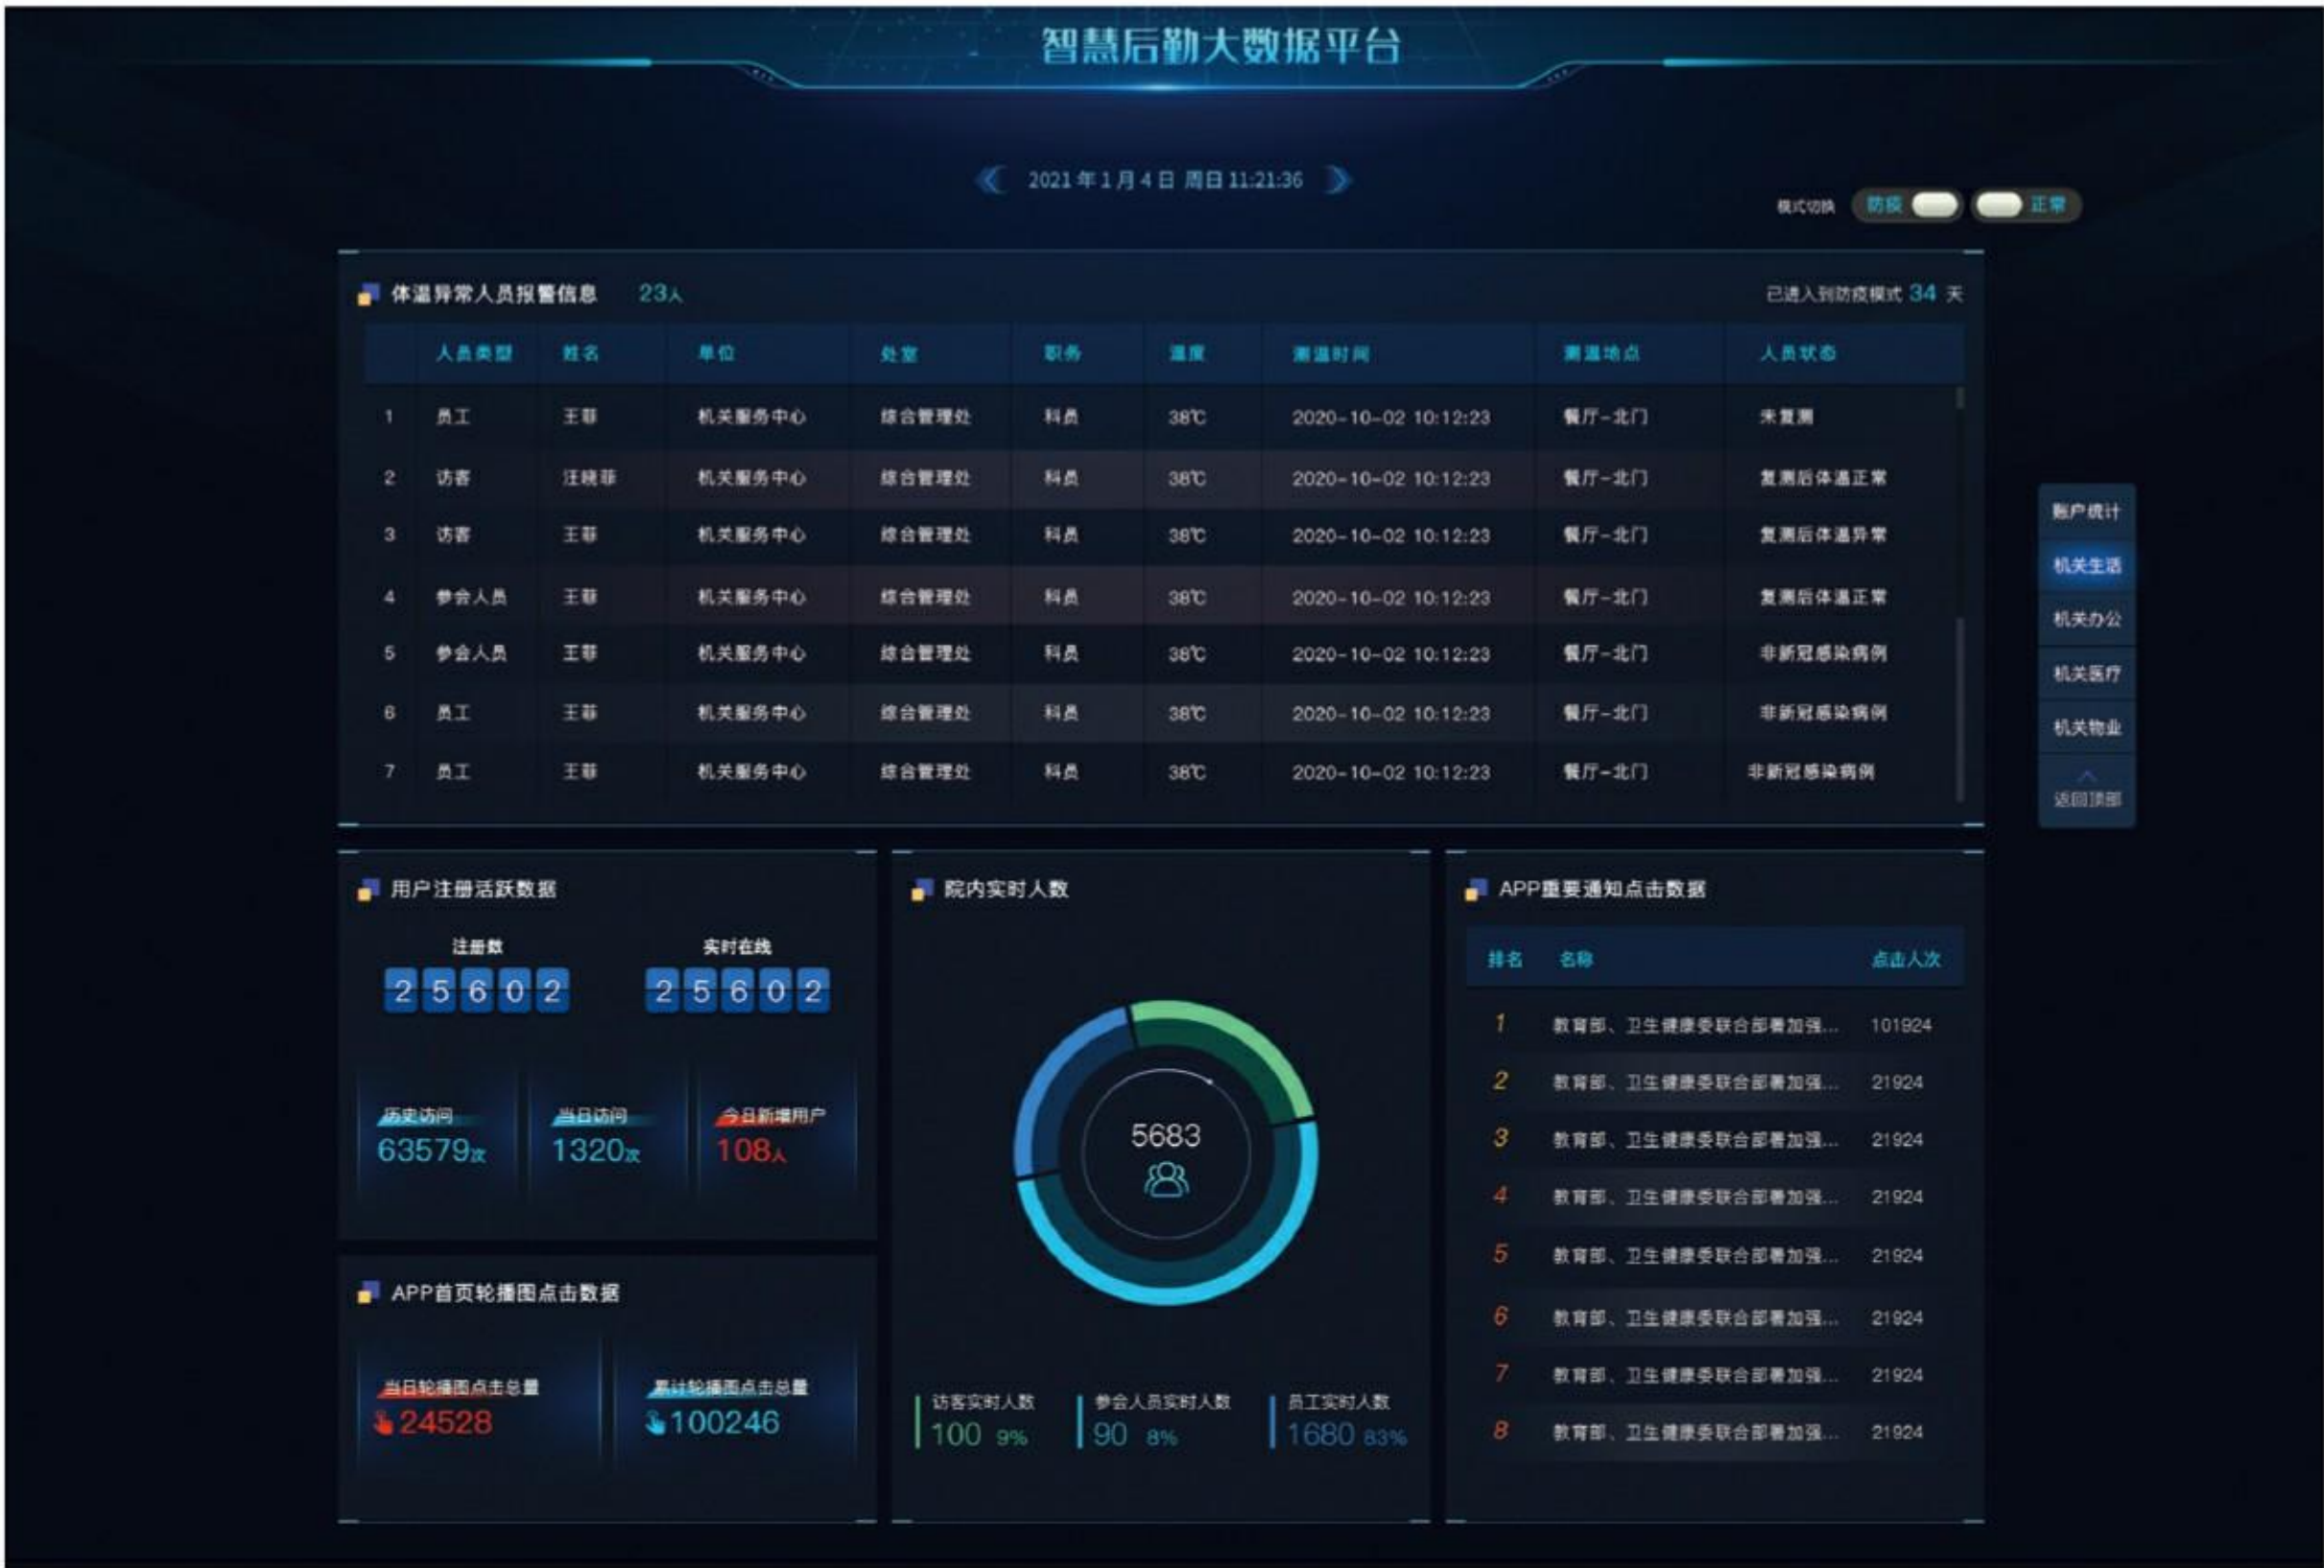 智慧后勤大数据平台
2021年1月4日 周日 11:21:36
模式切换 防疫 正常
体温异常人员报警信息 23人 已进入到防疫模式 34 天
人员类型 姓名 单位 处室 职务 温度 测温时间 测温地点 人员状态
1 员工 王菲 机关服务中心 综合管理处 科员 38℃ 2020-10-02 10:12:23 餐厅-北门 未复测
2 访客 汪晓菲 机关服务中心 综合管理处 科员 38℃ 2020-10-02 10:12:23 餐厅-北门 复测后体温正常
3 访客 王菲 机关服务中心 综合管理处 科员 38℃ 2020-10-02 10:12:23 餐厅-北门 复测后体温异常
4 参会人员 王菲 机关服务中心 综合管理处 科员 38℃ 2020-10-02 10:12:23 餐厅-北门 复测后体温正常
5 参会人员 王菲 机关服务中心 综合管理处 科员 38℃ 2020-10-02 10:12:23 餐厅-北门 非新冠感染病例
6 员工 王菲 机关服务中心 综合管理处 科员 38℃ 2020-10-02 10:12:23 餐厅-北门 非新冠感染病例
7 员工 王菲 机关服务中心 综合管理处 科员 38℃ 2020-10-02 10:12:23 餐厅-北门 非新冠感染病例
账户统计
机关生活
机关办公
机关医疗
机关物业
返回顶部
用户注册活跃数据
注册数 实时在线
25602 25602
历史访问 当日访问 今日新增用户
63579次 1320次 108人
APP首页轮播图点击数据
当日轮播图点击总量 累计轮播图点击总量
24528 100246
院内实时人数
5683
访客实时人数 参会人员实时人数 员工实时人数
100 9% 90 8% 1680 83%
APP重要通知点击数据
排名 名称 点击人次
1 教育部、卫生健康委联合部署加强... 101924
2 教育部、卫生健康委联合部署加强... 21924
3 教育部、卫生健康委联合部署加强... 21924
4 教育部、卫生健康委联合部署加强... 21924
5 教育部、卫生健康委联合部署加强... 21924
6 教育部、卫生健康委联合部署加强... 21924
7 教育部、卫生健康委联合部署加强... 21924
8 教育部、卫生健康委联合部署加强... 21924